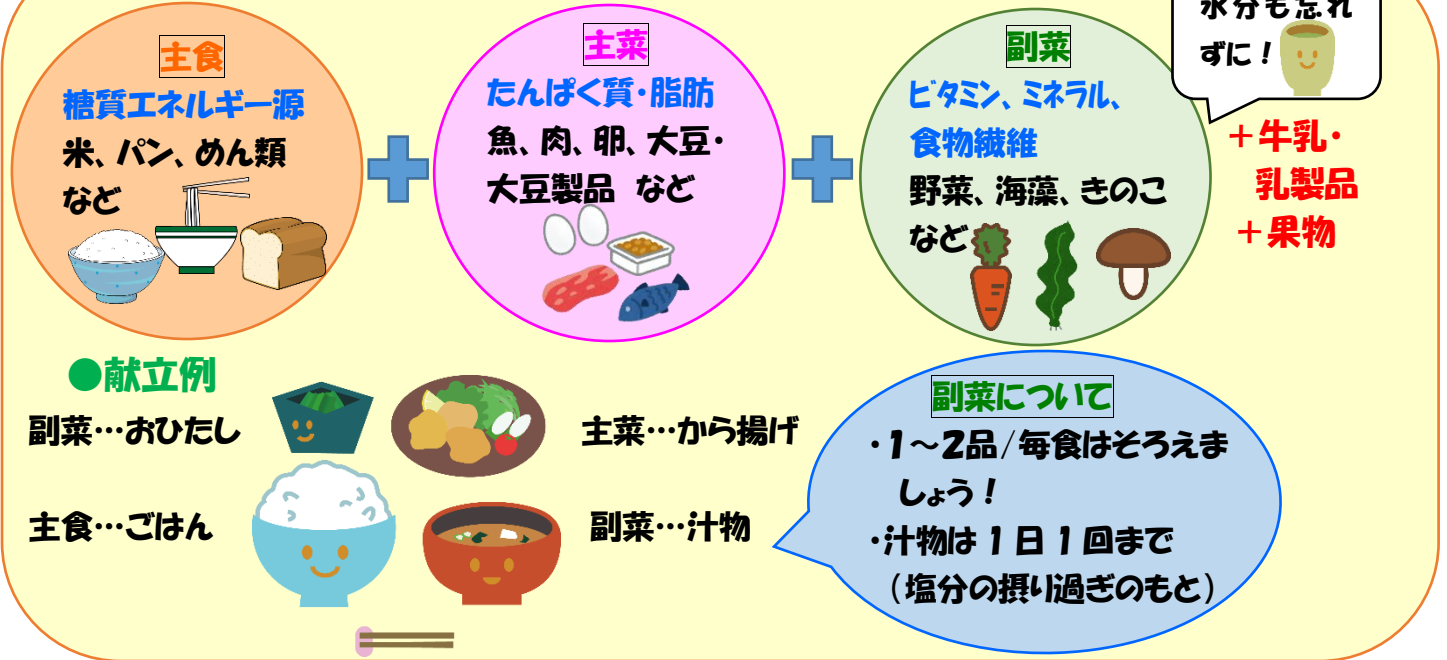 主食
糖質エネルギー源
米、パン、めん類
など
主菜
たんぱく質・脂肪
魚、肉、卵、大豆・
大豆製品　など
副菜
ビタミン、ミネラル、
食物繊維
野菜、海藻、きのこ
など
水分も忘れ
ずに！
＋牛乳・
乳製品
＋果物
●献立例
副菜…おひたし
主菜…から揚げ
主食…ごはん
副菜…汁物
副菜について
・1～2品/毎食はそろえま
しょう！
・汁物は１日１回まで
（塩分の摂り過ぎのもと）